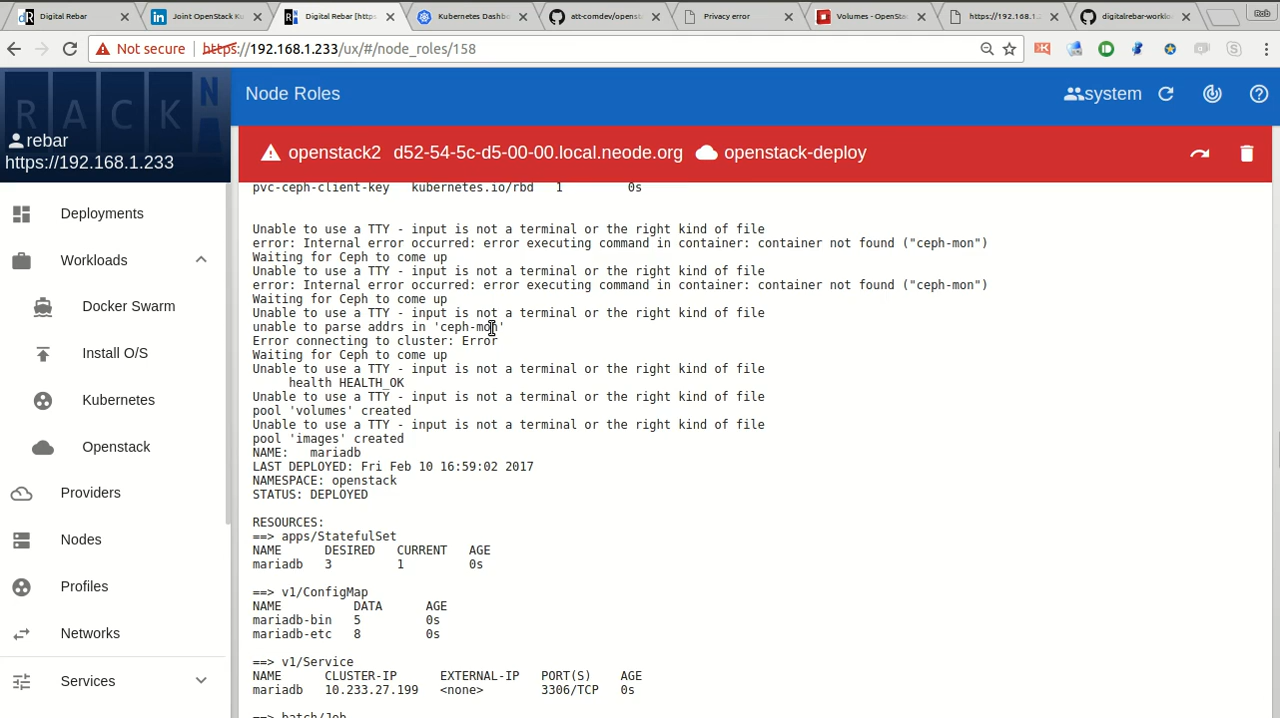 Digital Rebar
Joint OpenStack Ku
Digital Rebar [https
Kubernetes Dashbo
att-comdev/openst
Privacy error
Volumes - OpenSta
https://192.168.1.
digitalrebar-worklo
Rob
Not secure https://192.168.1.233/ux/#/node_roles/158
RACKN
rebar
https://192.168.1.233
Node Roles
system
openstack2 d52-54-5c-d5-00-00.local.neode.org openstack-deploy
Deployments
Workloads
Docker Swarm
Install O/S
Kubernetes
Openstack
Providers
Nodes
Profiles
Networks
Services
pvc-ceph-client-key kubernetes.io/rbd 1 0s
Unable to use a TTY - input is not a terminal or the right kind of file
error: Internal error occurred: error executing command in container: container not found ("ceph-mon")
Waiting for Ceph to come up
Unable to use a TTY - input is not a terminal or the right kind of file
error: Internal error occurred: error executing command in container: container not found ("ceph-mon")
Waiting for Ceph to come up
Unable to use a TTY - input is not a terminal or the right kind of file
unable to parse addrs in 'ceph-mon'
Error connecting to cluster: Error
Waiting for Ceph to come up
Unable to use a TTY - input is not a terminal or the right kind of file
health HEALTH_OK
Unable to use a TTY - input is not a terminal or the right kind of file
pool 'volumes' created
Unable to use a TTY - input is not a terminal or the right kind of file
pool 'images' created
NAME: mariadb
LAST DEPLOYED: Fri Feb 10 16:59:02 2017
NAMESPACE: openstack
STATUS: DEPLOYED
RESOURCES:
==> apps/StatefulSet
NAME DESIRED CURRENT AGE
mariadb 3 1 0s
==> v1/ConfigMap
NAME DATA AGE
mariadb-bin 5 0s
mariadb-etc 8 0s
==> v1/Service
NAME CLUSTER-IP EXTERNAL-IP PORT(S) AGE
mariadb 10.233.27.199 <none> 3306/TCP 0s
==> batch/Job